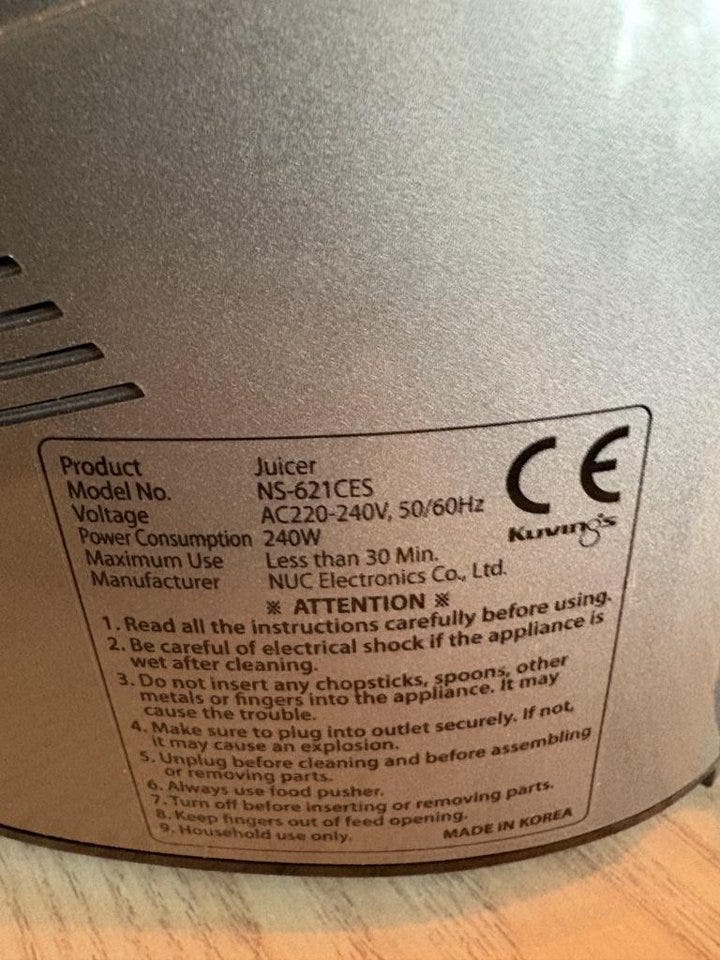 Product Juicer
Model No. NS-621CES
Voltage AC220-240V, 50/60Hz
Power Consumption 240W
Maximum Use Less than 30 Min.
Manufacturer NUC Electronics Co., Ltd.
CE
Kuving's
※ ATTENTION ※
1. Read all the instructions carefully before using.
2. Be careful of electrical shock if the appliance is
wet after cleaning.
3. Do not insert any chopsticks, spoons, other
metals or fingers into the appliance. It may
cause the trouble.
4. Make sure to plug into outlet securely. If not,
it may cause an explosion.
5. Unplug before cleaning and before assembling
or removing parts.
6. Always use food pusher.
7. Turn off before inserting or removing parts.
8. Keep fingers out of feed opening.
9. Household use only.
MADE IN KOREA